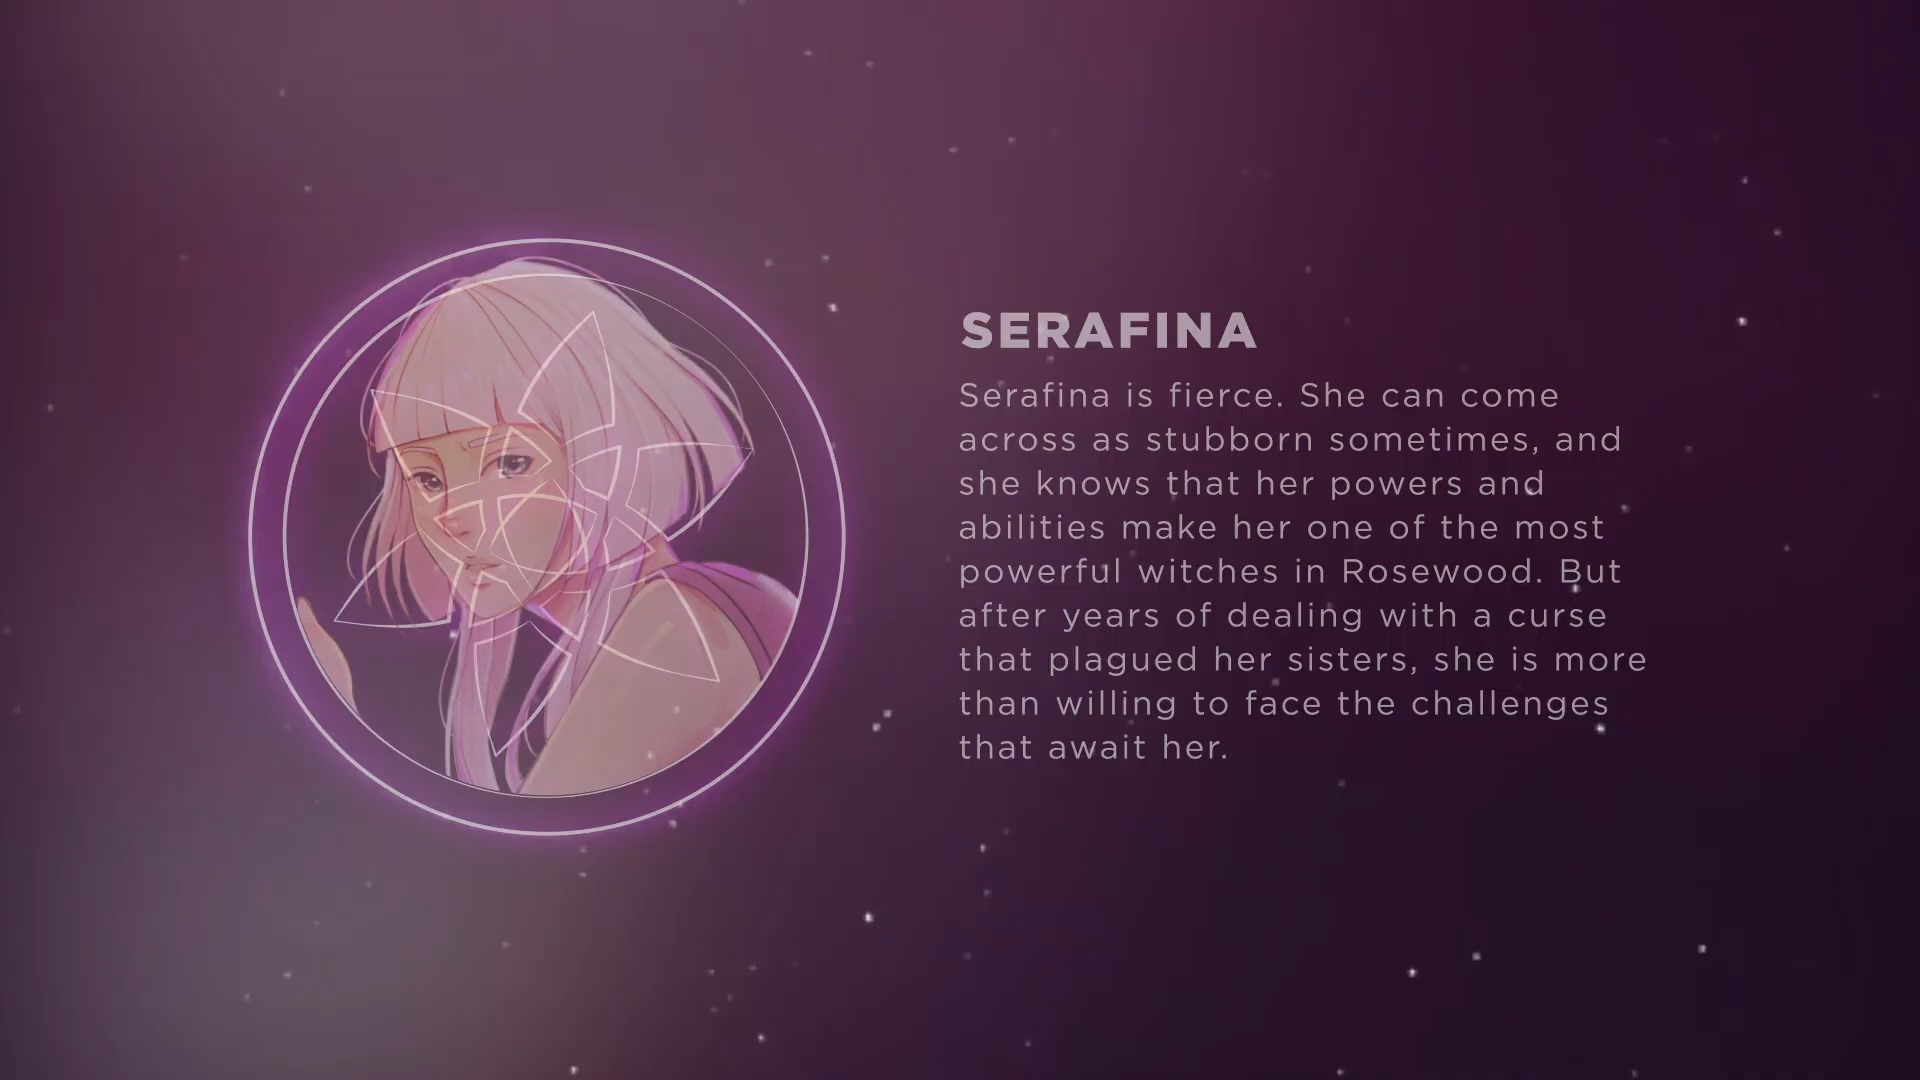 SERAFINA
Serafina is fierce. She can come
across as stubborn sometimes, and
she knows that her powers and
abilities make her one of the most
powerful witches in Rosewood. But
after years of dealing with a curse
that plagued her sisters, she is more
than willing to face the challenges
that await her.